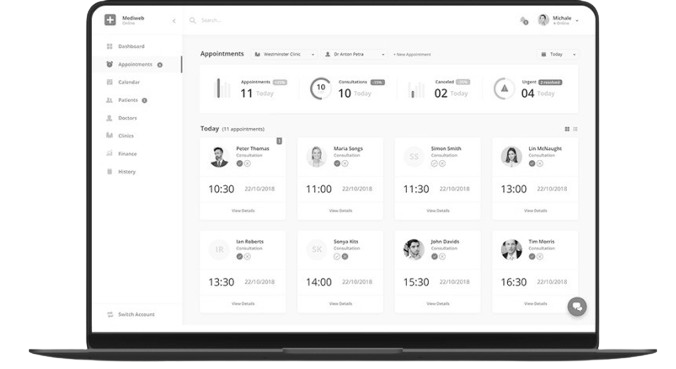 Mediweb
Online
Search...
Michale
Online
Dashboard
Appointments
Calendar
Patients
Doctors
Clinics
Finance
History
Switch Account
Appointments
Westminster Clinic
Dr Anton Petra
+ New Appointment
Today
Appointments
11 Today
10
Consultations
10 Today
Canceled
02 Today
Urgent
04 Today
Today (11 appointments)
Peter Thomas
Consultation
10:30 22/10/2018
View Details
Maria Songs
Consultation
11:00 22/10/2018
View Details
SS
Simon Smith
Consultation
11:30 22/10/2018
View Details
Lin McNaught
Consultation
13:00 22/10/2018
View Details
IR
Ian Roberts
Consultation
13:30 22/10/2018
View Details
SK
Sonya Kits
Consultation
14:00 22/10/2018
View Details
John Davids
Consultation
15:30 22/10/2018
View Details
Tim Morris
Consultation
16:30 22/10/2018
View Details